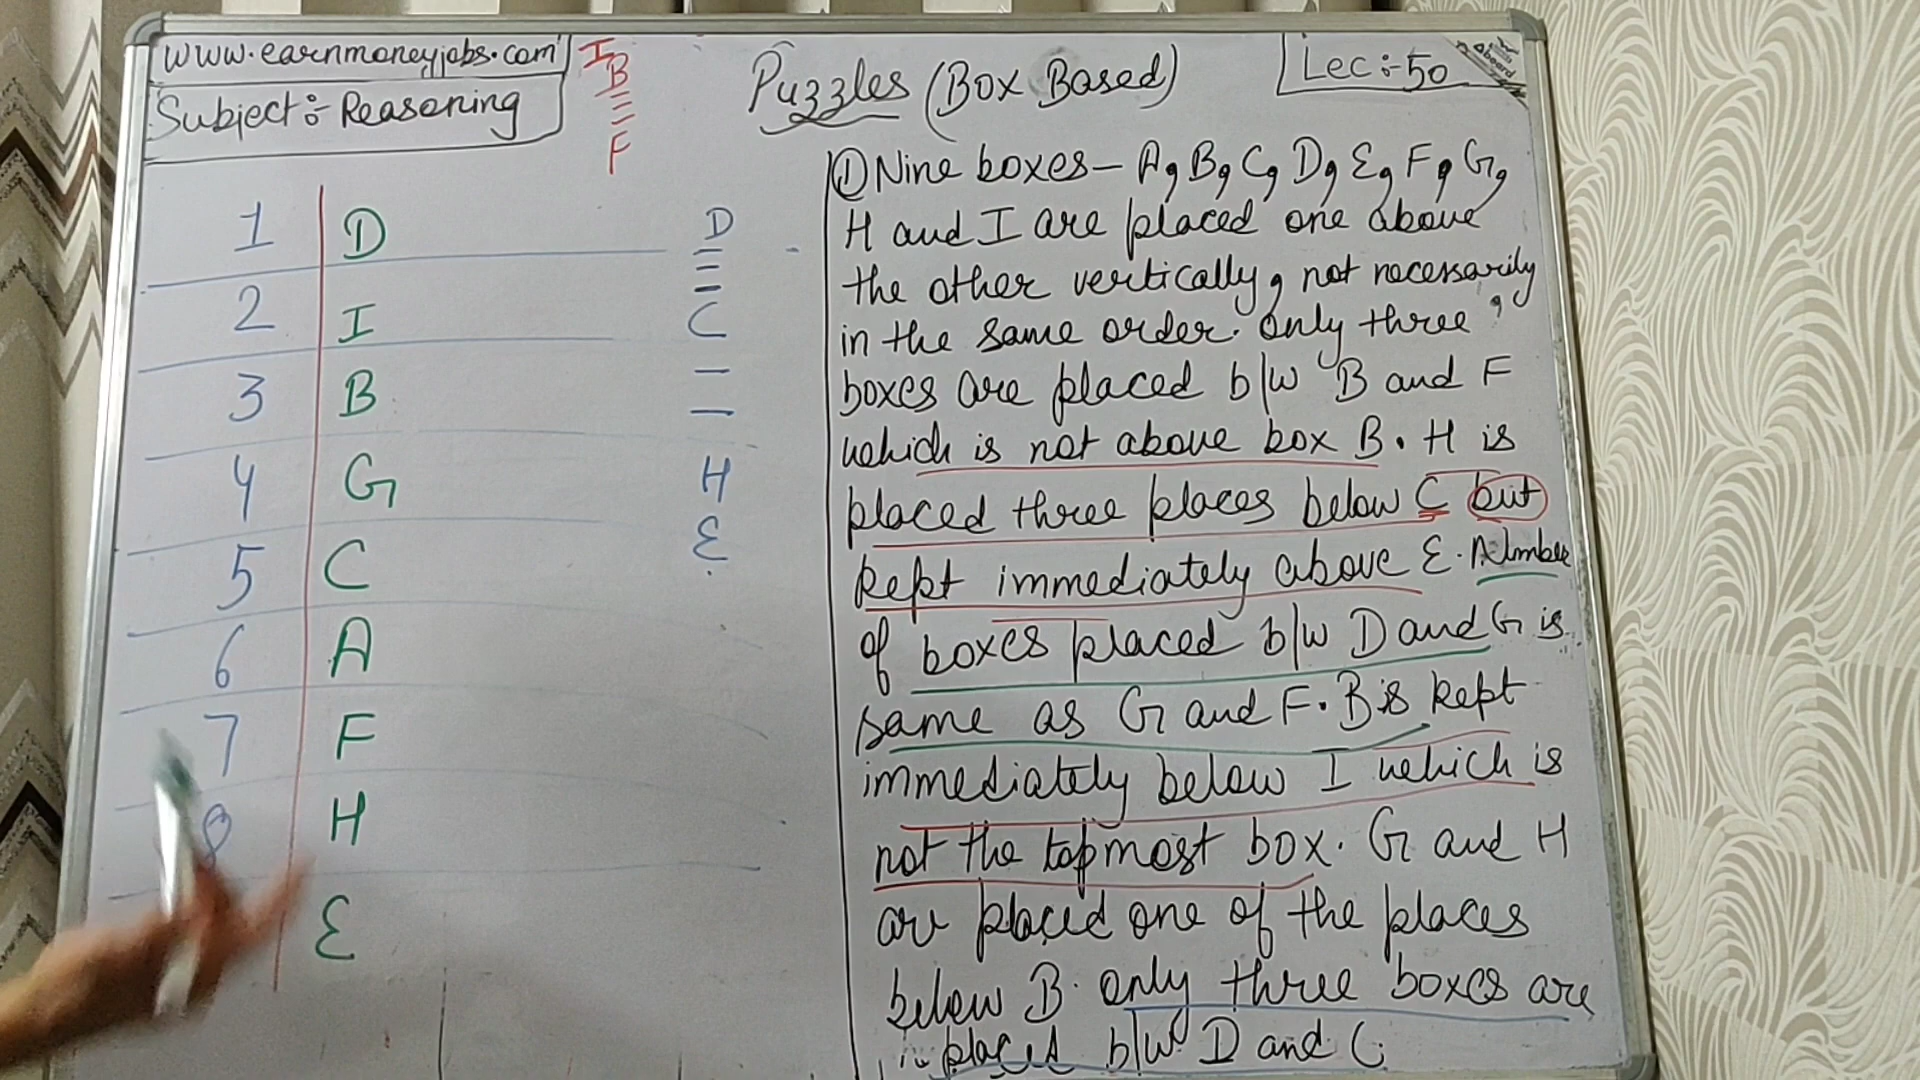 www.earnmoneyjobs.com
Subject:- Reasoning
I
B
F
Puzzles (Box Based)
Lec:-50
1 D
2 I
3 B
4 G
5 C
6 A
7 F
8 H
E
D
C
H
E
① Nine boxes- A, B, C, D, E, F, G,
H and I are placed one above
the other vertically, not necessarily
in the same order. Only three
boxes are placed b/w B and F
which is not above box B. H is
placed three places below C but
kept immediately above E.
of boxes placed b/w D and G is
same as G and F. B is kept
immediately below I which is
not the topmost box. G and H
are placed one of the places
below B. only three boxes are
placed b/w D and C.